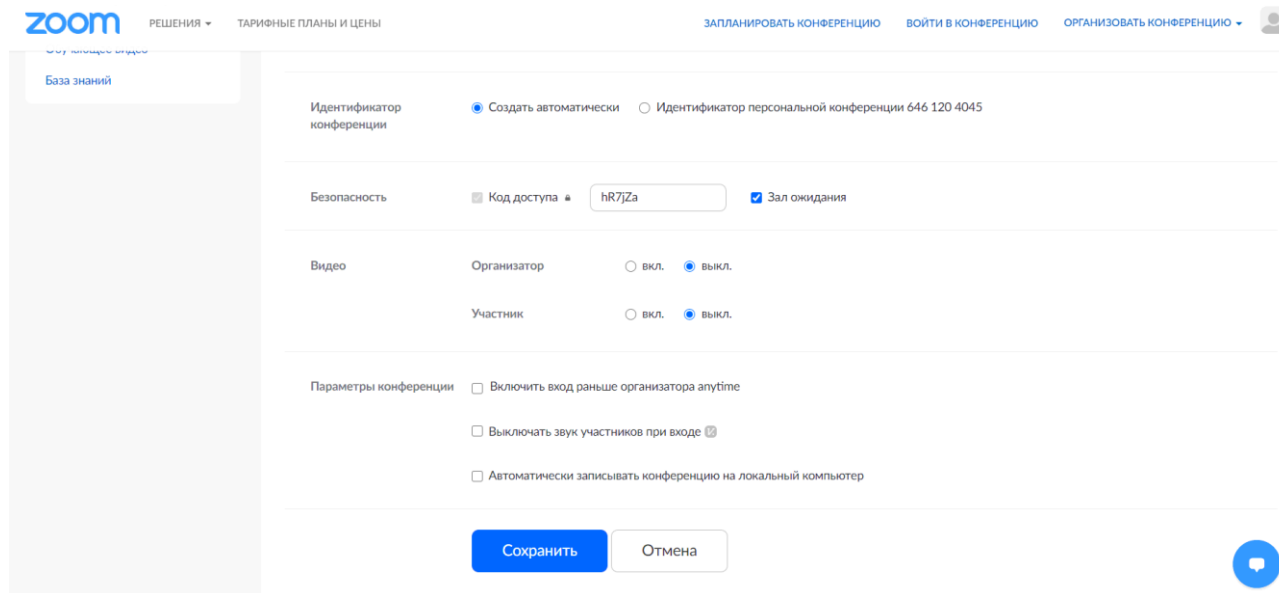 zoom РЕШЕНИЯ ТАРИФНЫЕ ПЛАНЫ И ЦЕНЫ ЗАПЛАНИРОВАТЬ КОНФЕРЕНЦИЮ ВОЙТИ В КОНФЕРЕНЦИЮ ОРГАНИЗОВАТЬ КОНФЕРЕНЦИЮ
База знаний
Идентификатор
конференции
Создать автоматически Идентификатор персональной конференции 646 120 4045
Безопасность Код доступа hR7jZa Зал ожидания
Видео Организатор вкл. выкл.
Участник вкл. выкл.
Параметры конференции Включить вход раньше организатора anytime
Выключать звук участников при входе
Автоматически записывать конференцию на локальный компьютер
Сохранить Отмена